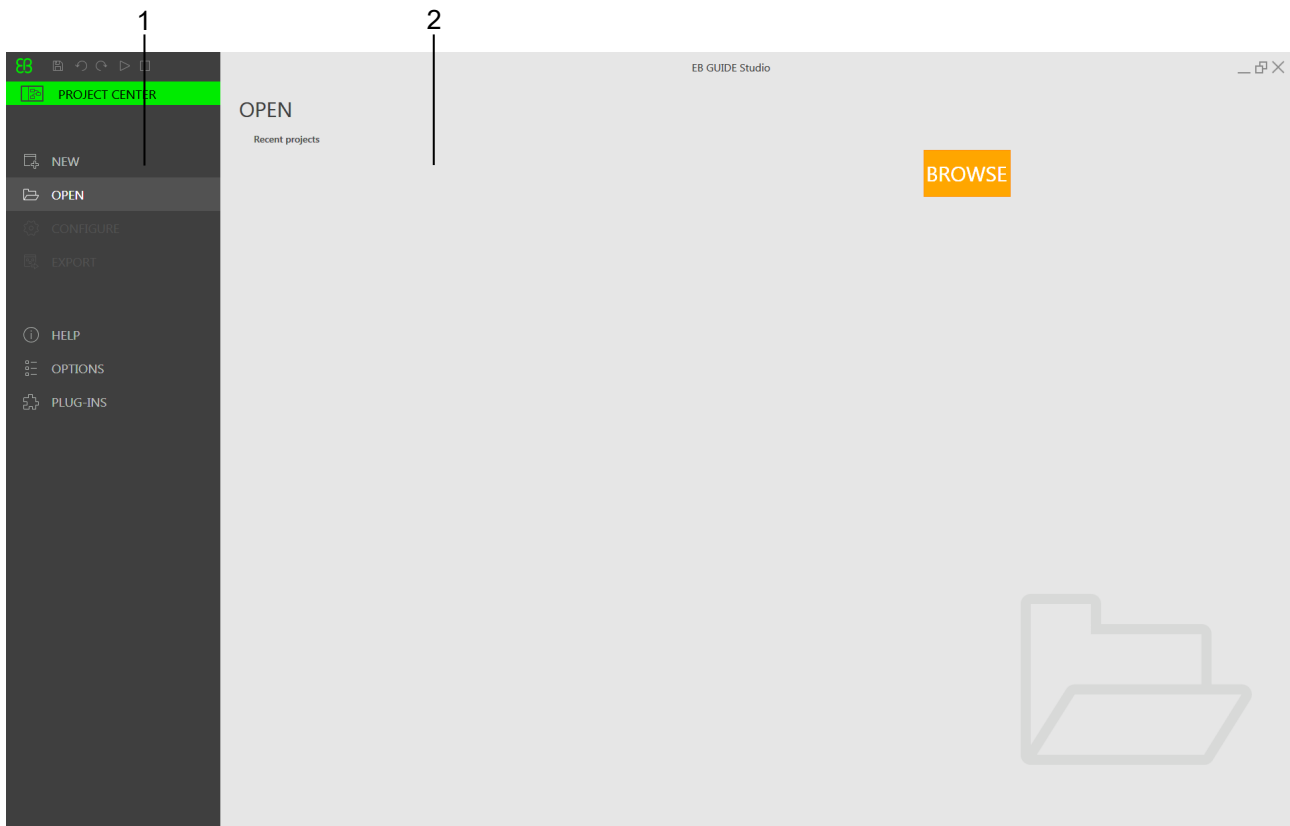 1 2
EB
EB GUIDE Studio
PROJECT CENTER
OPEN
Recent projects
BROWSE
NEW
OPEN
CONFIGURE
EXPORT
HELP
OPTIONS
PLUG-INS